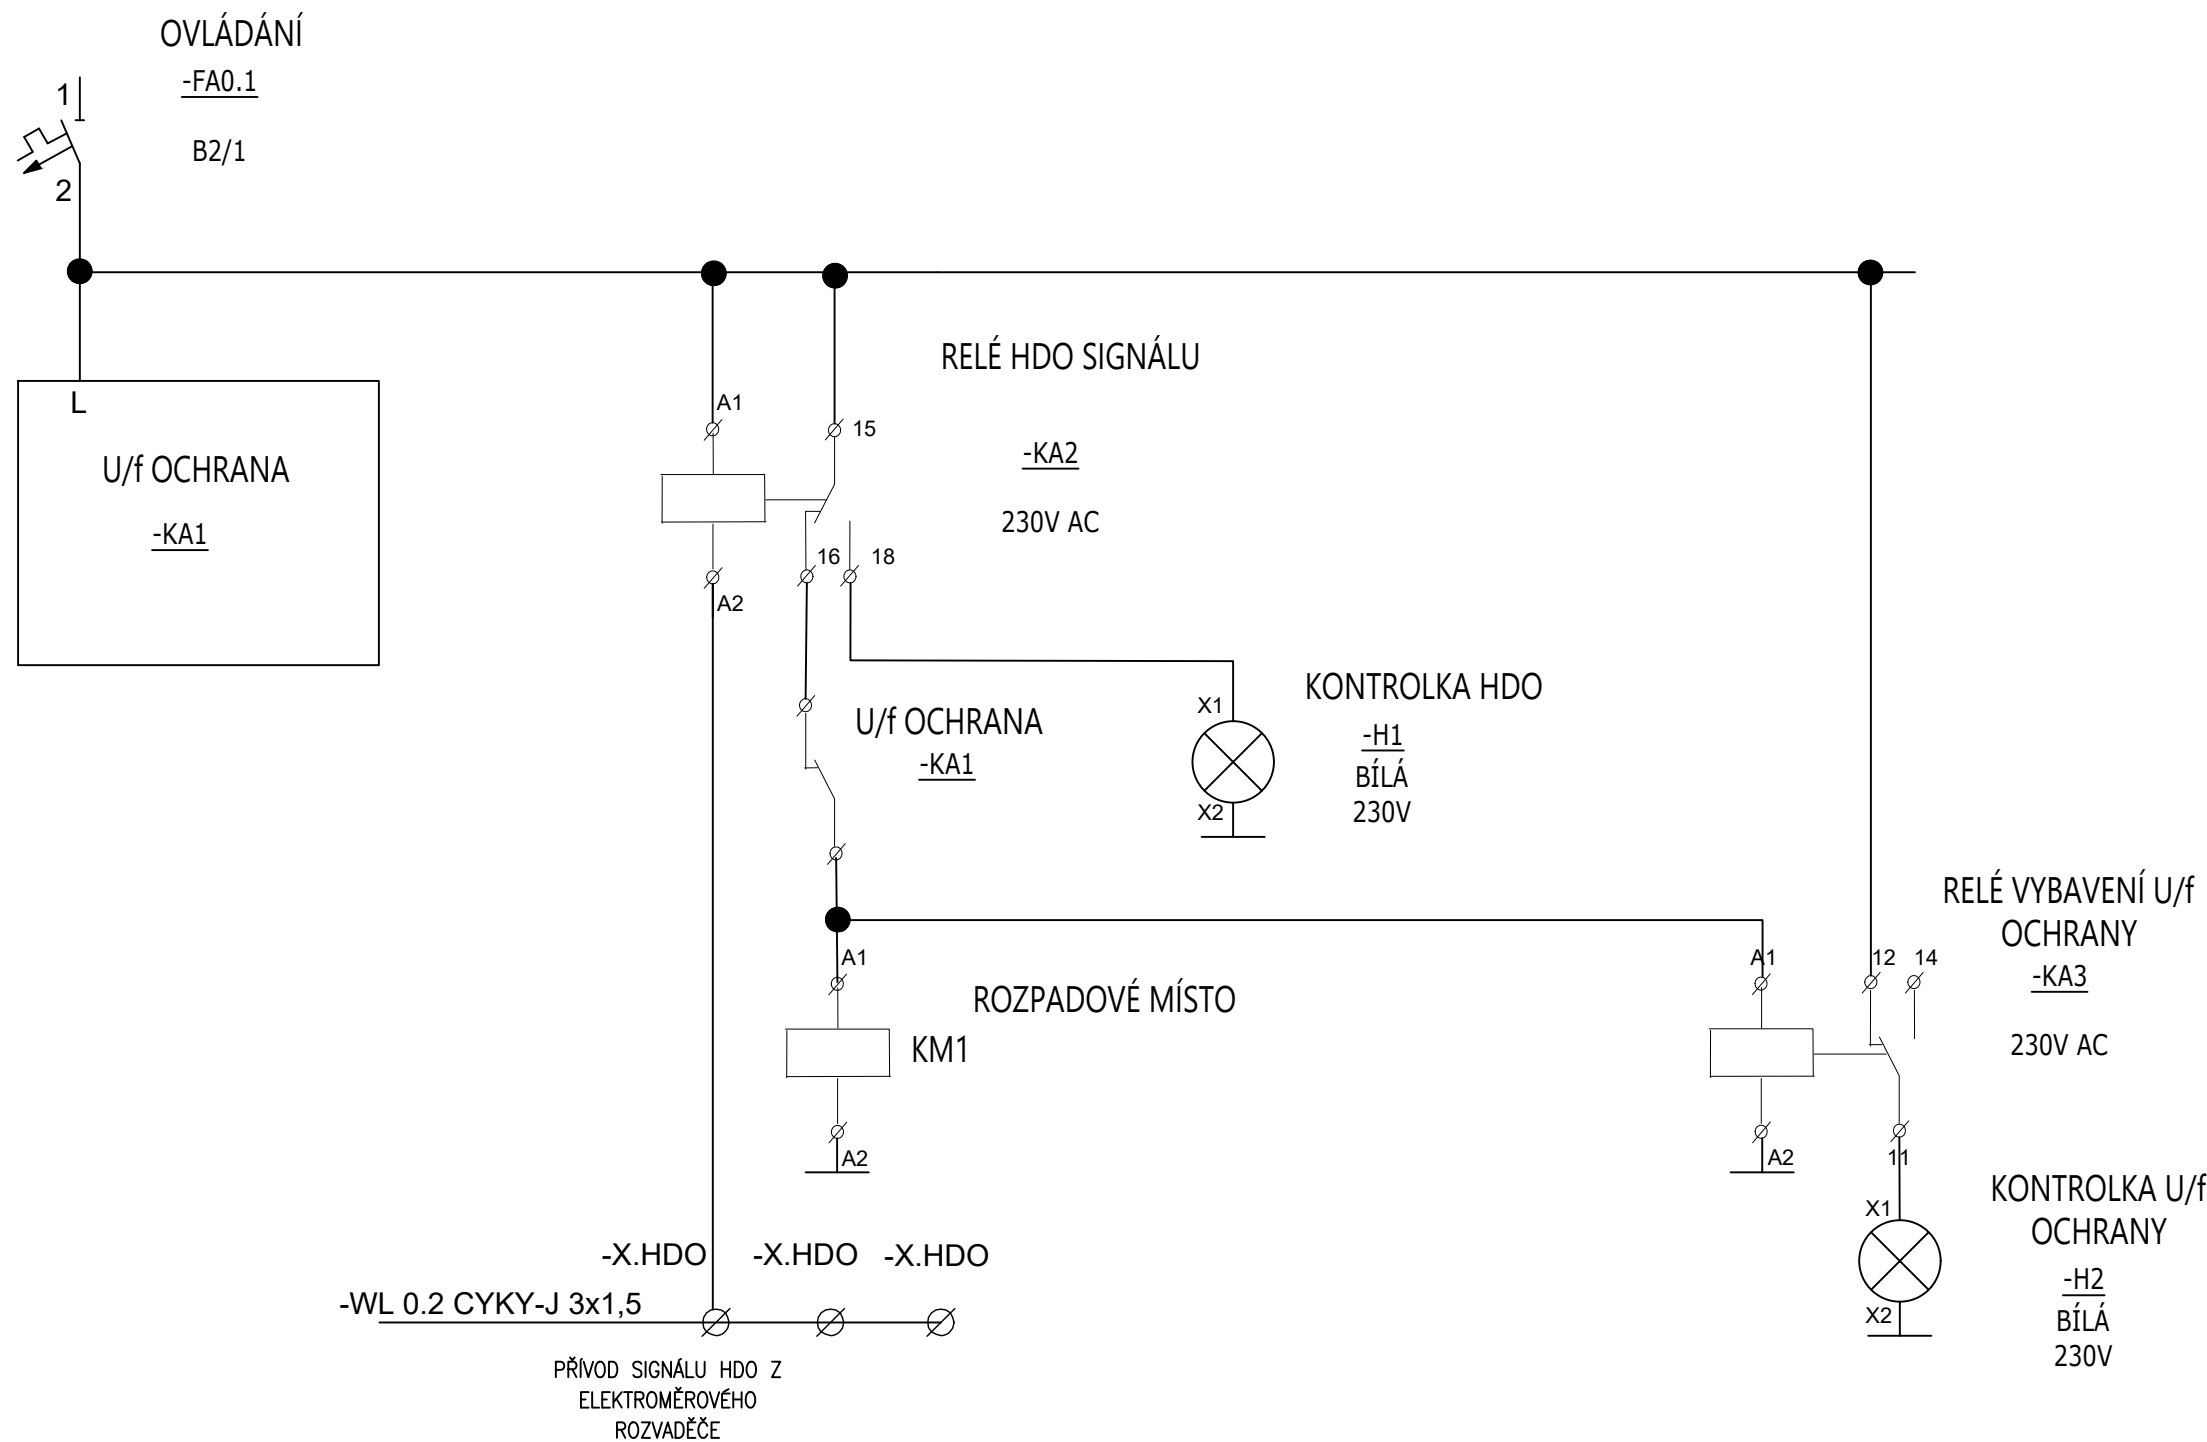 OVLÁDÁNÍ
-FA0.1
B2/1
1
2
L
U/f OCHRANA
-KA1
RELÉ HDO SIGNÁLU
-KA2
230V AC
A1
15
16
18
A2
U/f OCHRANA
-KA1
KONTROLKA HDO
-H1
BÍLÁ
230V
X1
X2
A1
ROZPADOVÉ MÍSTO
KM1
A2
RELÉ VYBAVENÍ U/f
OCHRANY
-KA3
230V AC
A1
12
14
A2
11
KONTROLKA U/f
OCHRANY
-H2
BÍLÁ
230V
X1
X2
-X.HDO
-X.HDO
-X.HDO
-WL 0.2 CYKY-J 3x1,5
PŘÍVOD SIGNÁLU HDO Z
ELEKTROMĚROVÉHO
ROZVADĚČE